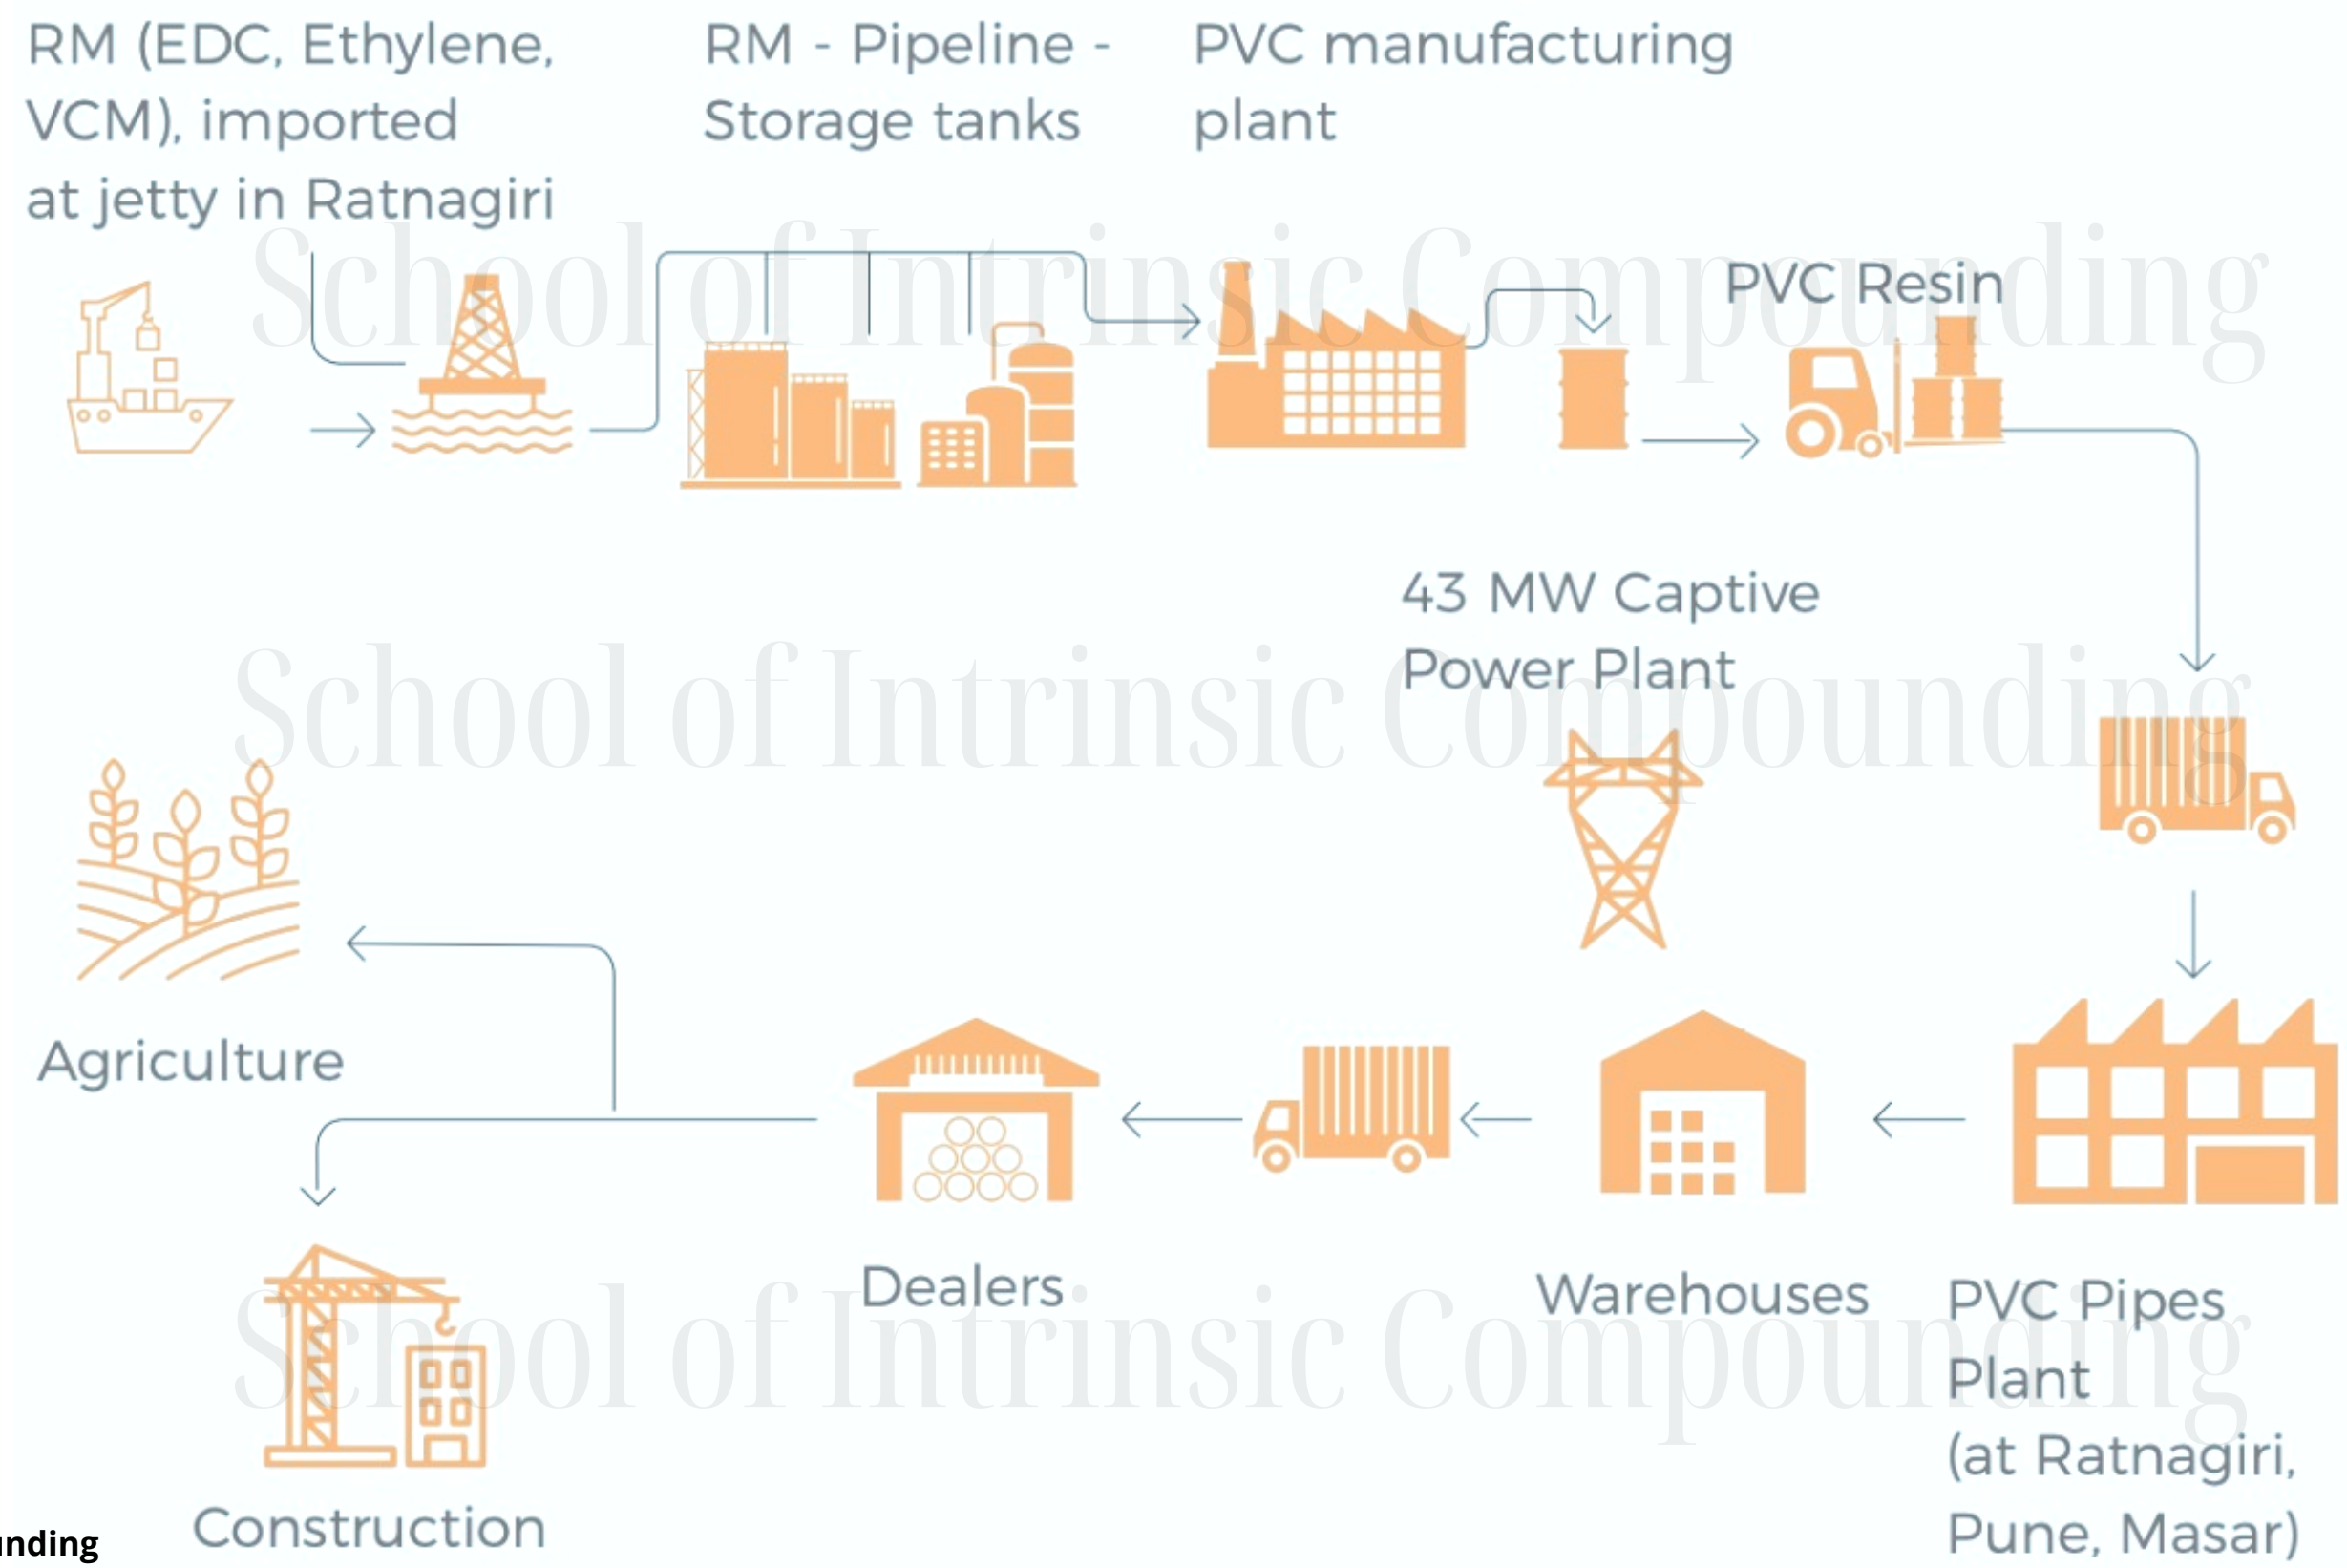 RM (EDC, Ethylene,
VCM), imported
at jetty in Ratnagiri
RM - Pipeline -
Storage tanks
PVC manufacturing
plant
School of Intrinsic Compounding
PVC Resin
43 MW Captive
Power Plant
School of Intrinsic Compounding
Agriculture
Dealers
Warehouses
PVC Pipes
Plant
(at Ratnagiri,
Pune, Masar)
School of Intrinsic Compounding
Construction